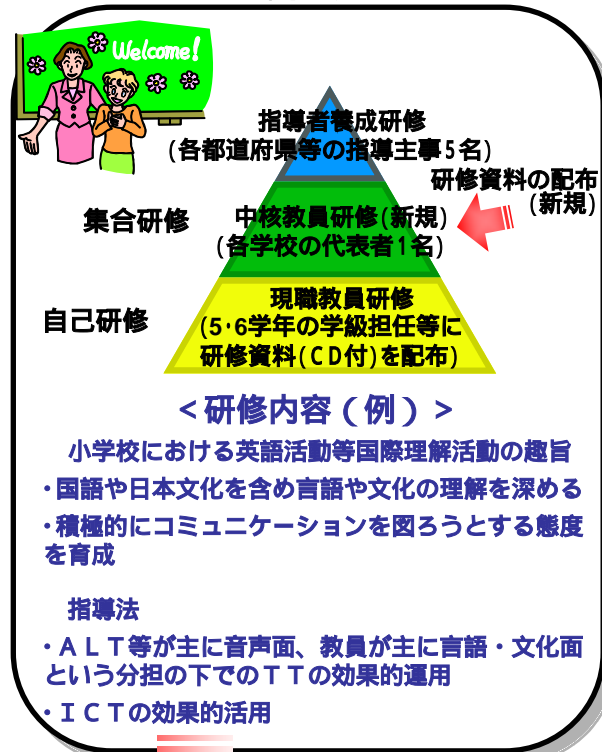 Welcome!
指導者養成研修
(各都道府県等の指導主事5名)
研修資料の配布
(新規)
集合研修
中核教員研修(新規)
(各学校の代表者1名)
自己研修
現職教員研修
(5・6学年の学級担任等に
研修資料(CD付)を配布)
＜研修内容（例）＞
小学校における英語活動等国際理解活動の趣旨
・国語や日本文化を含め言語や文化の理解を深める
・積極的にコミュニケーションを図ろうとする態度
を育成
指導法
・ＡＬＴ等が主に音声面、教員が主に言語・文化面
という分担の下でのＴＴの効果的運用
・ＩＣＴの効果的活用